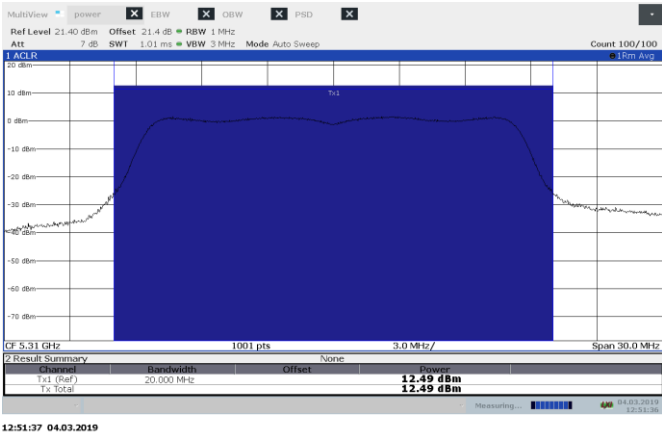 MultiView power X EBW X OBW X PSD X
Ref Level 21.40 dBm Offset 21.4 dB RBW 1 MHz
Att 7 dB SWT 1.01 ms VBW 3 MHz Mode Auto Sweep Count 100/100
1 ACLR 1Rm Avg
20 dBm
Tx1
10 dBm
0 dBm
-10 dBm
-20 dBm
-30 dBm
-40 dBm
-50 dBm
-60 dBm
-70 dBm
CF 5.31 GHz 1001 pts 3.0 MHz/ Span 30.0 MHz
2 Result Summary None
Channel Bandwidth Offset Power
Tx1 (Ref) 20.000 MHz 12.49 dBm
Tx Total 12.49 dBm
Measuring... 04.03.2019
12:51:36
12:51:37 04.03.2019